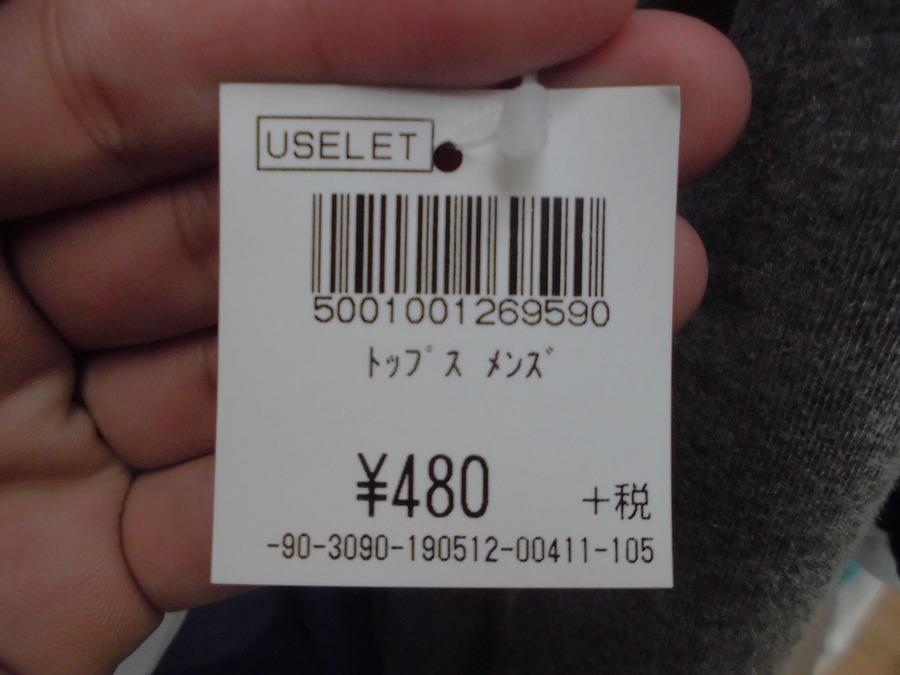 USELET
5001001269590
ﾄｯﾌﾟｽ ﾒﾝｽﾞ
¥480 +税
-90-3090-190512-00411-105